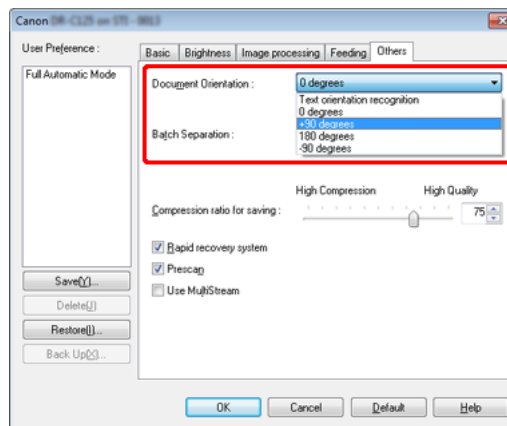 Canon
User Preference :
Full Automatic Mode
Save(Y)...
Delete(J)
Restore(I)...
Back Up(X)...
Basic
Brightness
Image processing
Feeding
Others
Document Orientation :
0 degrees
Text orientation recognition
0 degrees
+90 degrees
180 degrees
-90 degrees
Batch Separation :
High Compression
High Quality
Compression ratio for saving :
75
Rapid recovery system
Prescan
Use MultiStream
OK
Cancel
Default
Help